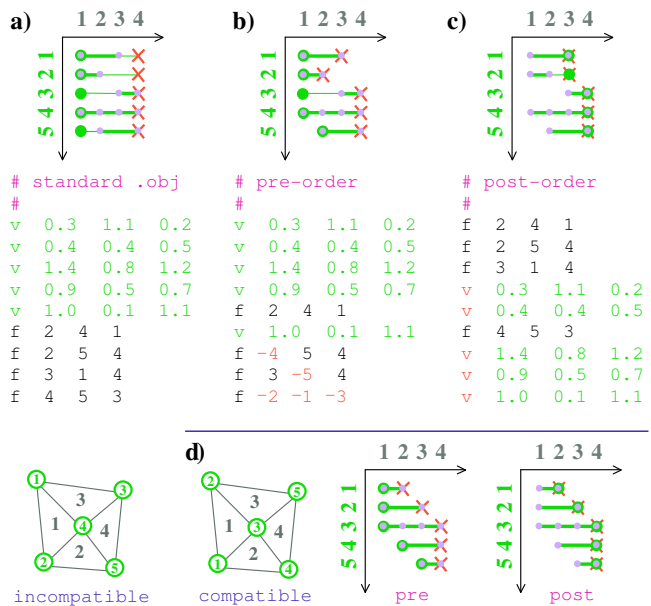 a) 1 2 3 4
1
2
3
4
5
b) 1 2 3 4
1
2
3
4
5
c) 1 2 3 4
1
2
3
4
5
# standard .obj
#
v 0.3 1.1 0.2
v 0.4 0.4 0.5
v 1.4 0.8 1.2
v 0.9 0.5 0.7
v 1.0 0.1 1.1
f 2 4 1
f 2 5 4
f 3 1 4
f 4 5 3
# pre-order
#
v 0.3 1.1 0.2
v 0.4 0.4 0.5
v 1.4 0.8 1.2
v 0.9 0.5 0.7
f 2 4 1
v 1.0 0.1 1.1
f -4 5 4
f 3 -5 4
f -2 -1 -3
# post-order
#
f 2 4 1
f 2 5 4
f 3 1 4
v 0.3 1.1 0.2
v 0.4 0.4 0.5
f 4 5 3
v 1.4 0.8 1.2
v 0.9 0.5 0.7
v 1.0 0.1 1.1
1 3
3
1 4 4
2
2 5
incompatible
d)
2 5
3
1 3 4
2
1 4
compatible
1 2 3 4
1
2
3
4
5
pre
1 2 3 4
1
2
3
4
5
post